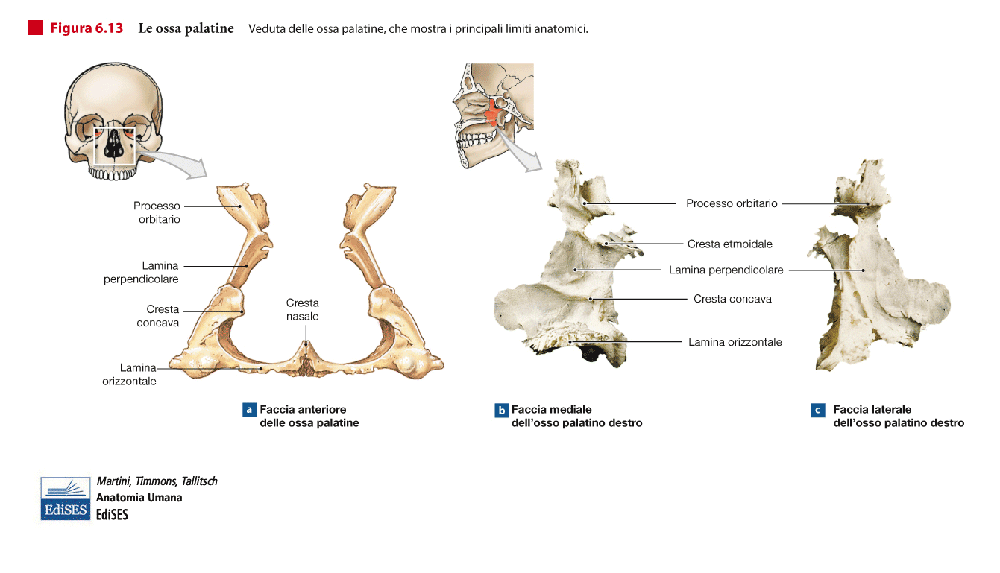 Figura 6.13 Le ossa palatine Veduta delle ossa palatine, che mostra i principali limiti anatomici.
Processo
orbitario
Lamina
perpendicolare
Cresta
concava
Cresta
nasale
Lamina
orizzontale
a Faccia anteriore
delle ossa palatine
Processo orbitario
Cresta etmoidale
Lamina perpendicolare
Cresta concava
Lamina orizzontale
b Faccia mediale
dell'osso palatino destro
c Faccia laterale
dell'osso palatino destro
EdiSES
Martini, Timmons, Tallitsch
Anatomia Umana
EdiSES